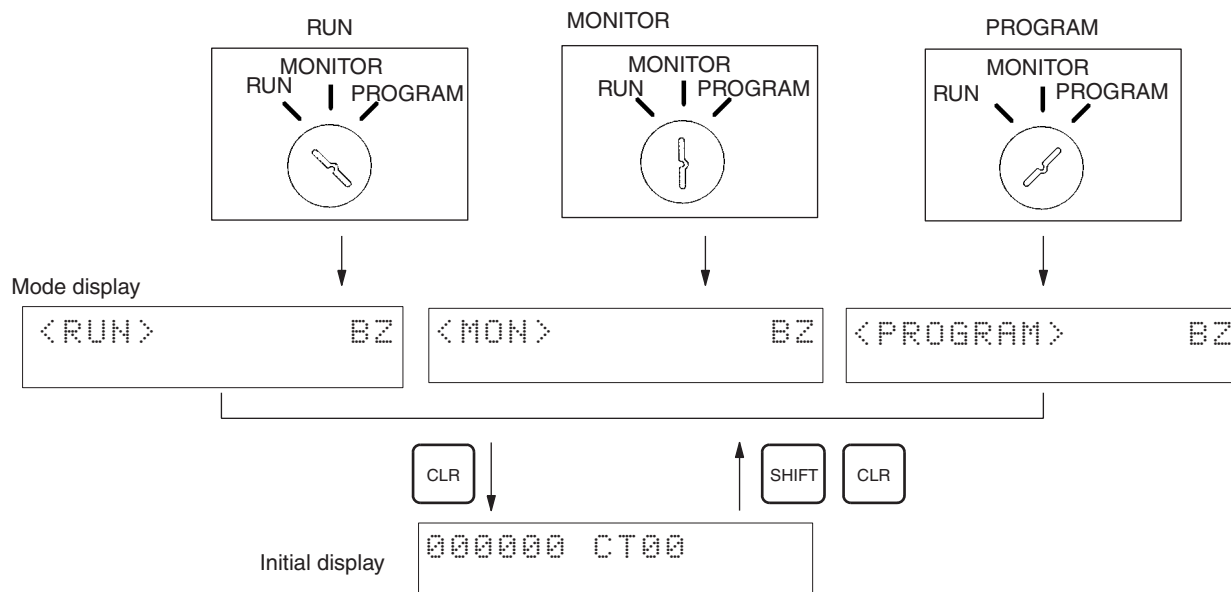 RUN
MONITOR
PROGRAM
MONITOR
RUN
PROGRAM
MONITOR
RUN
PROGRAM
MONITOR
RUN
PROGRAM
Mode display
<RUN> BZ
<MON> BZ
<PROGRAM> BZ
CLR
SHIFT
CLR
Initial display
000000 CT00